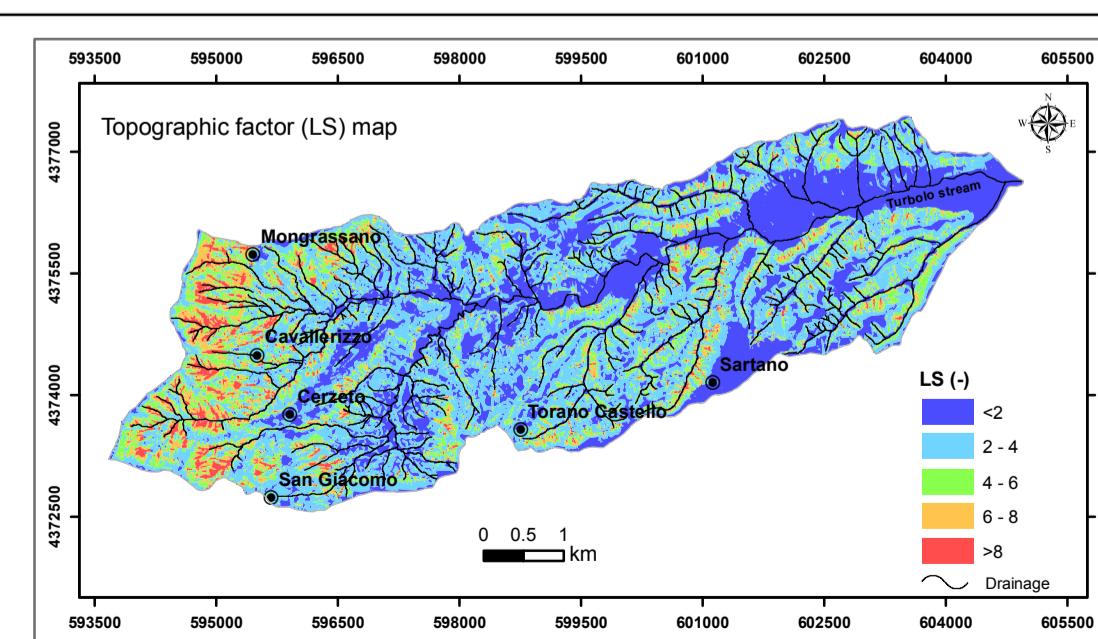 593500 595000 596500 598000 599500 601000 602500 604000 605500
Topographic factor (LS) map
N
W E
S
4377000
4375500
4374000
4372500
Turbolo stream
Mongrassano
Cavallerizzo
Sartano
Cerzeto
Torano Castello
San Giacomo
LS (-)
<2
2 - 4
4 - 6
6 - 8
>8
Drainage
0 0.5 1
km
593500 595000 596500 598000 599500 601000 602500 604000 605500